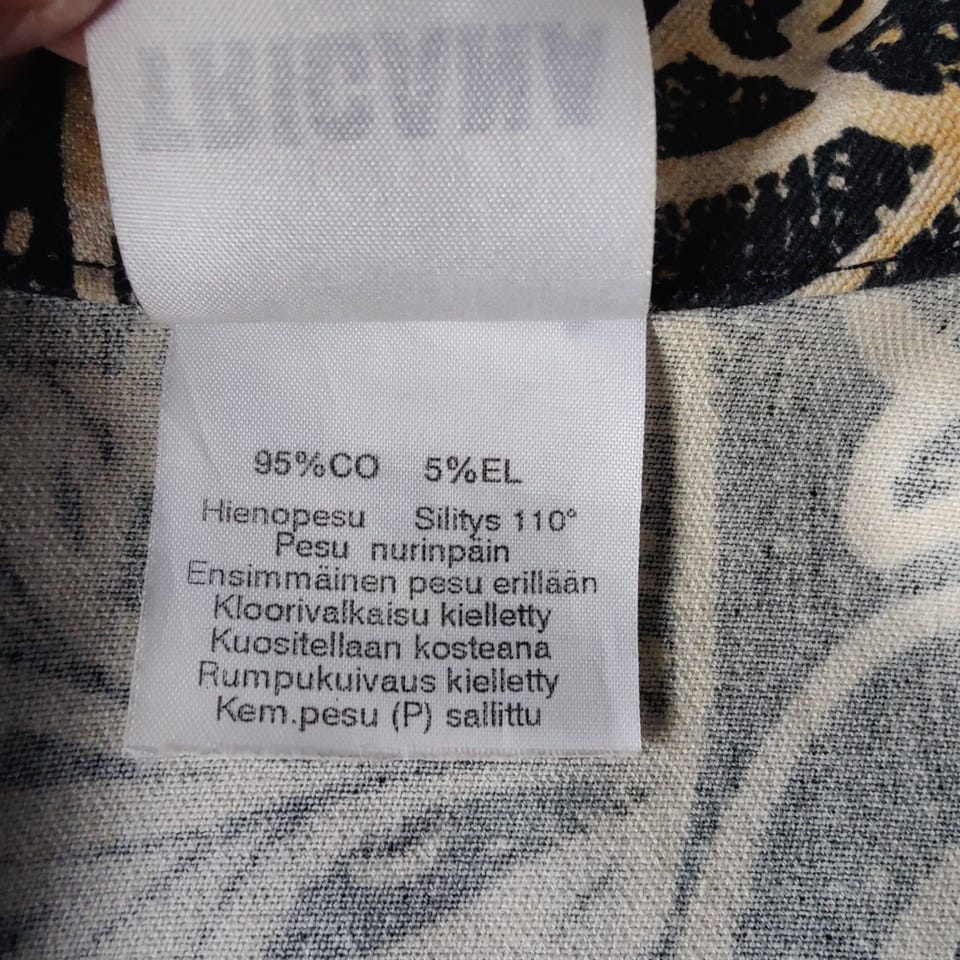 95%CO 5%EL
Hienopesu Silitys 110°
Pesu nurinpäin
Ensimmäinen pesu erillään
Kloorivalkaisu kielletty
Kuositellaan kosteana
Rumpukuivaus kielletty
Kem.pesu (P) sallittu